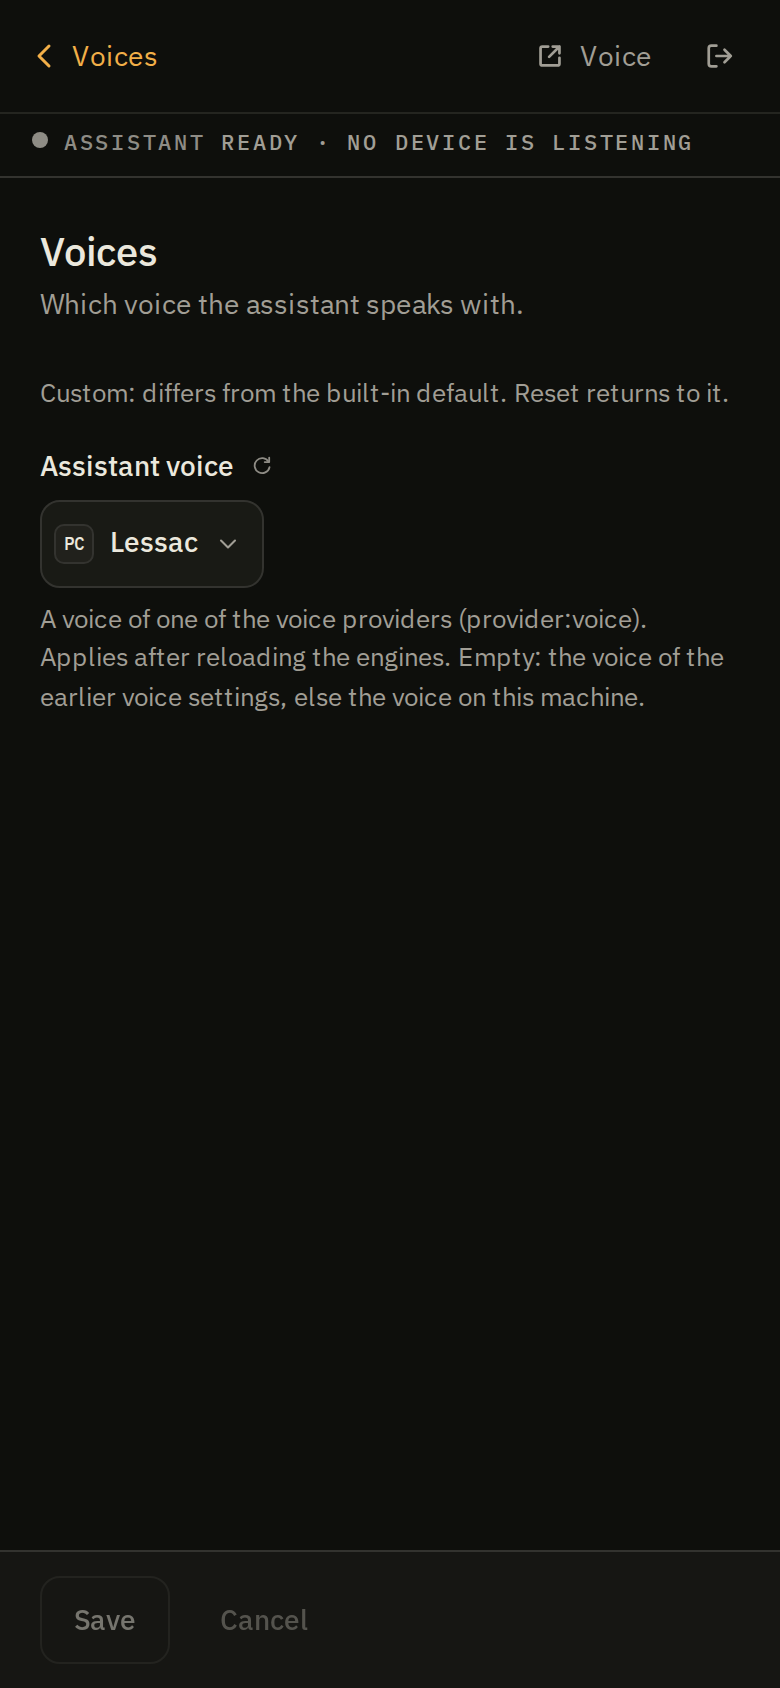 Voices
Voice
ASSISTANT READY · NO DEVICE IS LISTENING
Voices
Which voice the assistant speaks with.
Custom: differs from the built-in default. Reset returns to it.
Assistant voice
PC Lessac
A voice of one of the voice providers (provider:voice).
Applies after reloading the engines. Empty: the voice of the
earlier voice settings, else the voice on this machine.
Save
Cancel